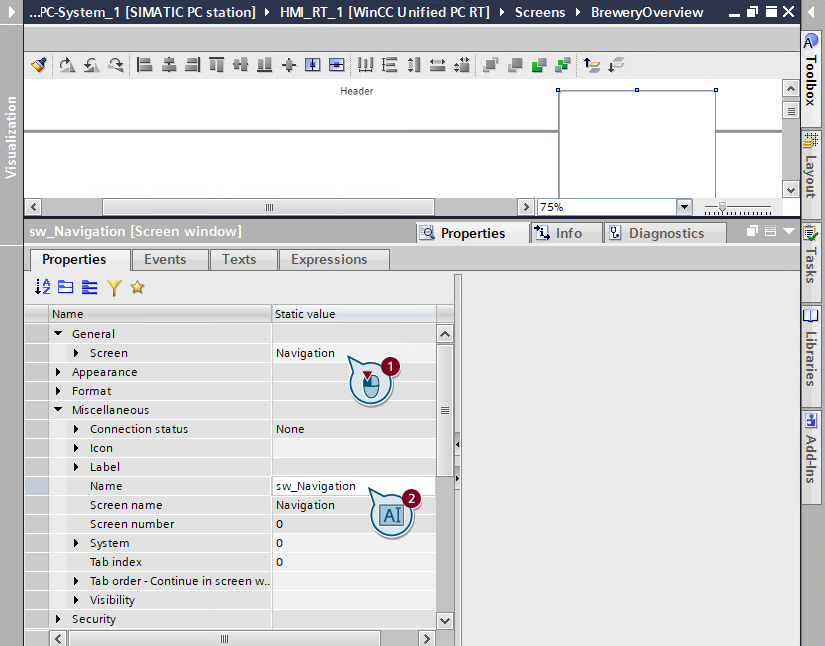 ...PC-System_1 [SIMATIC PC station] HMI_RT_1 [WinCC Unified PC RT] Screens BreweryOverview
Toolbox
Visualization
Header
Layout
75%
sw_Navigation [Screen window]
Properties Info Diagnostics
Tasks
Properties Events Texts Expressions
Name Static value
General
Screen Navigation
1
Libraries
Appearance
Format
Miscellaneous
Connection status None
Icon
Add-Ins
Label
Name sw_Navigation
2
AI
Screen name Navigation
Screen number 0
System 0
Tab index 0
Tab order - Continue in screen w..
Visibility
Security